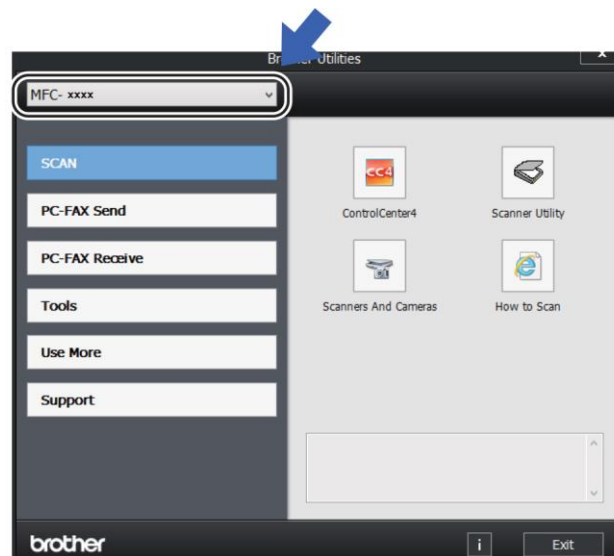 Brother Utilities
X
MFC- xxxx
SCAN
PC-FAX Send
PC-FAX Receive
Tools
Use More
Support
CC4
ControlCenter4
Scanner Utility
Scanners And Cameras
How to Scan
brother
i
Exit